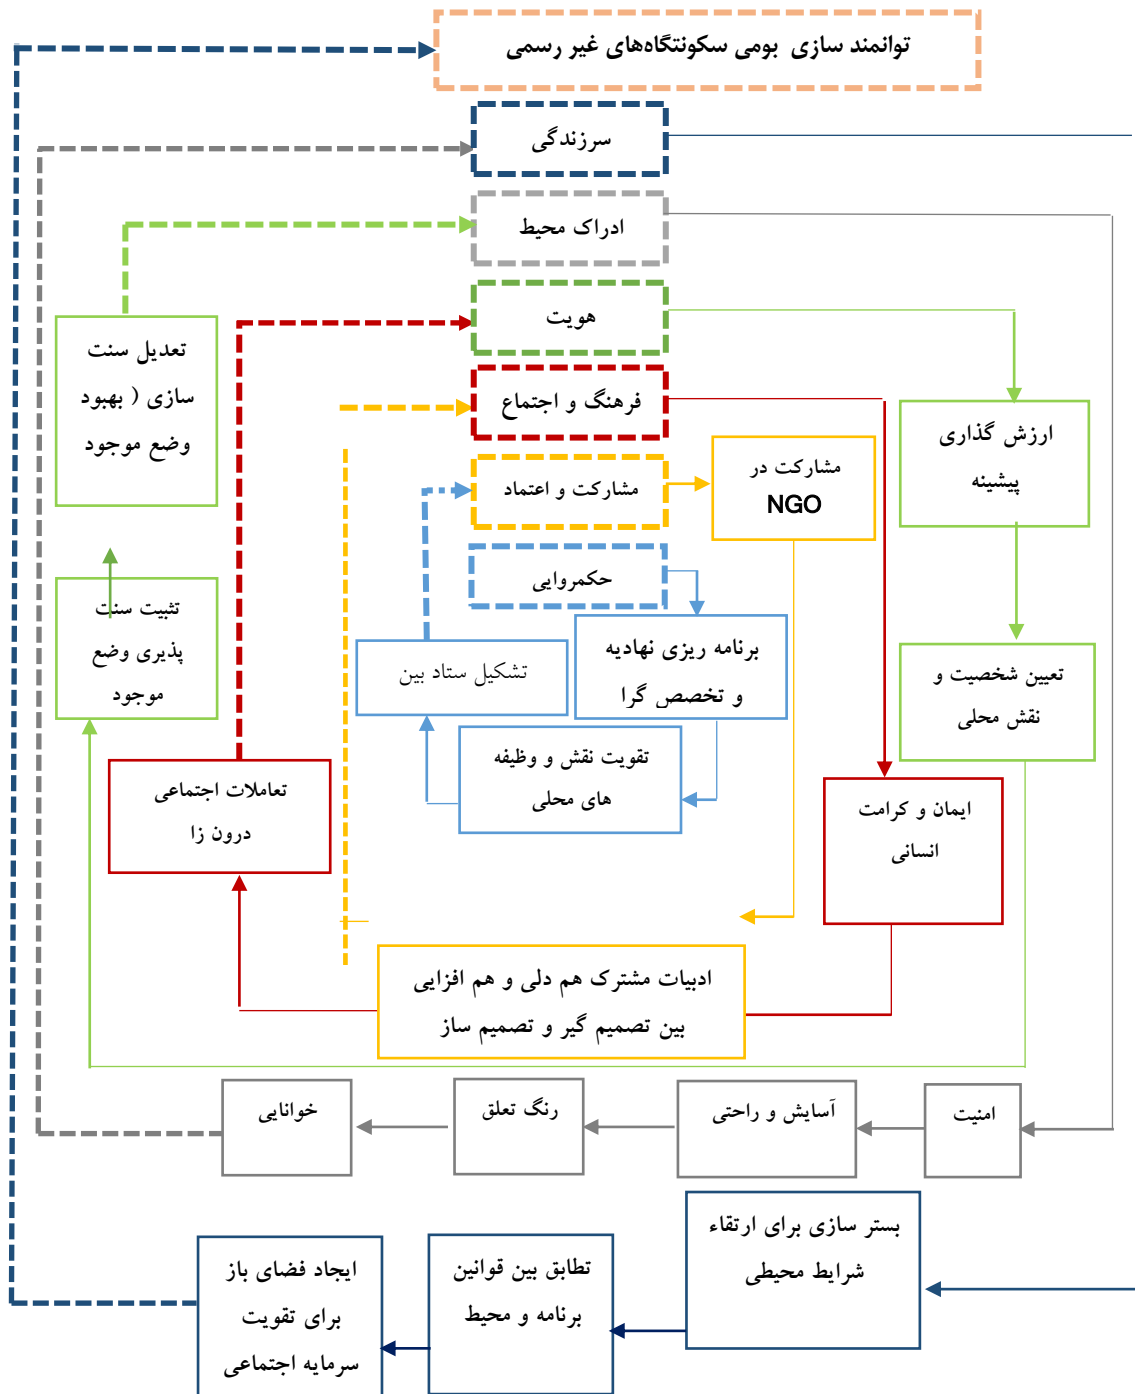 توانمند سازی بومی سکونتگاه‌های غیر رسمی
سرزندگی
ادراک محیط
هویت
فرهنگ و اجتماع
مشارکت و اعتماد
حکمروایی
مشارکت در
NGO
ارزش گذاری
پیشینه
تعدیل سنت
سازی ( بهبود
وضع موجود
تثبیت سنت
پذیری وضع
موجود
تشکیل ستاد بین
برنامه ریزی نهادیه
و تخصص گرا
تقویت نقش و وظیفه
های محلی
تعیین شخصیت و
نقش محلی
تعاملات اجتماعی
درون زا
ایمان و کرامت
انسانی
ادبیات مشترک هم دلی و هم افزایی
بین تصمیم گیر و تصمیم ساز
امنیت
آسایش و راحتی
رنگ تعلق
خوانایی
بستر سازی برای ارتقاء
شرایط محیطی
تطابق بین قوانین
برنامه و محیط
ایجاد فضای باز
برای تقویت
سرمایه اجتماعی